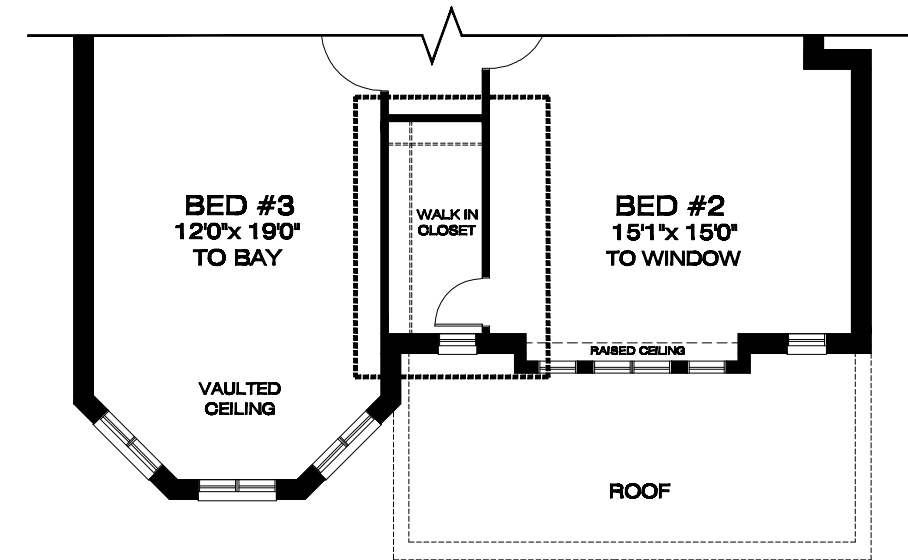 BED #3
12'0"x 19'0"
TO BAY
WALK IN
CLOSET
BED #2
15'1"x 15'0"
TO WINDOW
RAISED CEILING
VAULTED
CEILING
ROOF